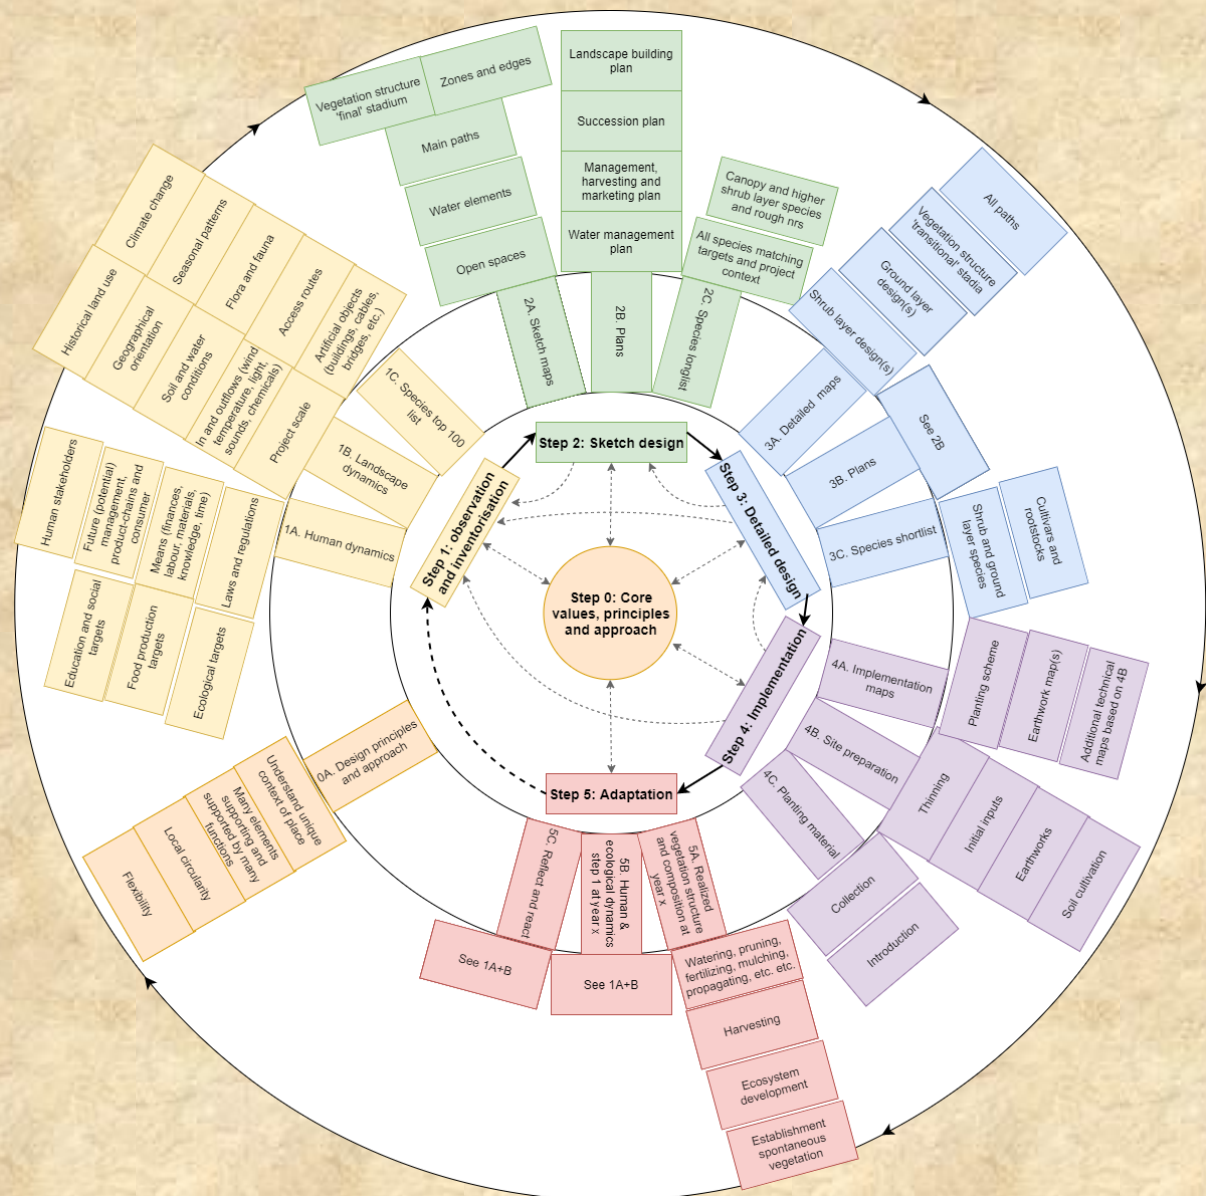 Step 0: Core
values, principles
and approach
0A. Design principles
and approach
Understand unique
context of place
Many elements
supporting and
supported by many
functions
Local circularity
Flexibility
Step 1: observation
and inventorisation
1A. Human dynamics
Laws and regulations
Means (finances,
labour, materials,
knowledge, time)
Future (potential)
management,
product-chains and
consumer
Human stakeholders
Ecological targets
Food production
targets
Education and social
targets
1B. Landscape
dynamics
Project scale
In and outflows (wind
temperature, light,
sounds, chemicals)
Soil and water
conditions
Geographical
orientation
Historical land use
Artificial objects
(buildings, cables,
bridges, etc.)
Access routes
Flora and fauna
Seasonal patterns
Climate change
1C. Species top 100
list
Step 2: Sketch design
2A. Sketch maps
Open spaces
Water elements
Main paths
Vegetation structure
'final' stadium
Zones and edges
2B. Plans
Landscape building
plan
Succession plan
Management,
harvesting and
marketing plan
Water management
plan
2C. Species longlist
Canopy and higher
shrub layer species
and rough nrs
All species matching
targets and project
context
Step 3: Detailed design
3A. Detailed maps
Shrub layer design(s)
Ground layer
design(s)
Vegetation structure
'transitional' stadia
All paths
3B. Plans
See 2B
3C. Species shortlist
Shrub and ground
layer species
Cultivars and
rootstocks
Step 4: Implementation
4A. Implementation
maps
Planting scheme
Earthwork map(s)
Additional technical
maps based on 4B
4B. Site preparation
Thinning
Initial inputs
Earthworks
Soil cultivation
4C. Planting material
Collection
Introduction
Step 5: Adaptation
5A. Realized
vegetation structure
and composition at
year x
Watering, pruning,
fertilizing, mulching,
propagating, etc. etc.
Harvesting
Ecosystem
development
Establishment
spontaneous
vegetation
5B. Human &
ecological dynamics
step 1 at year x
See 1A+B
5C. Reflect and react
See 1A+B